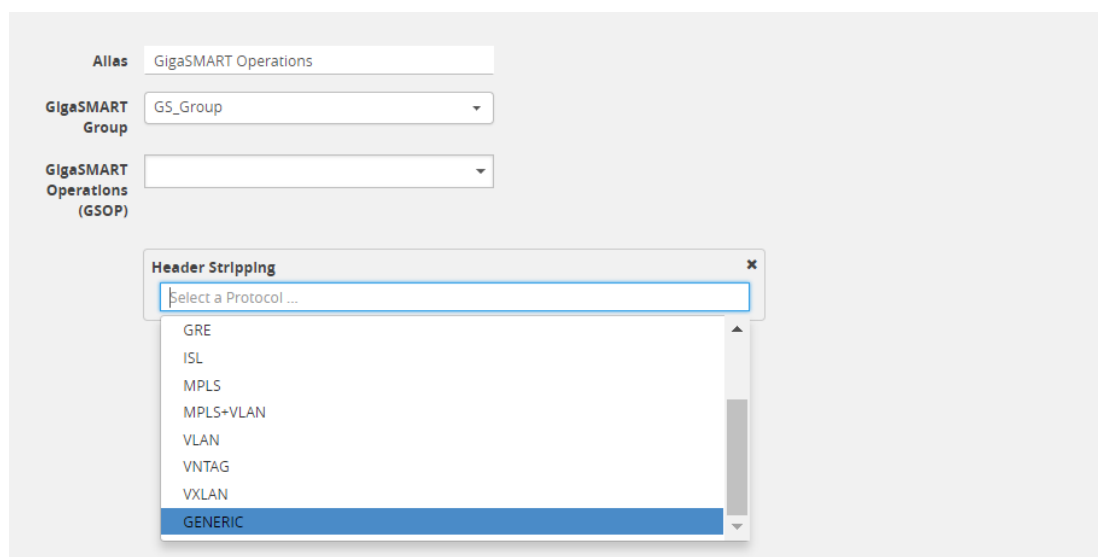 Alias
GigaSMART Operations
GigaSMART
Group
GS_Group
GigaSMART
Operations
(GSOP)
Header Stripping
Select a Protocol ...
GRE
ISL
MPLS
MPLS+VLAN
VLAN
VNTAG
VXLAN
GENERIC